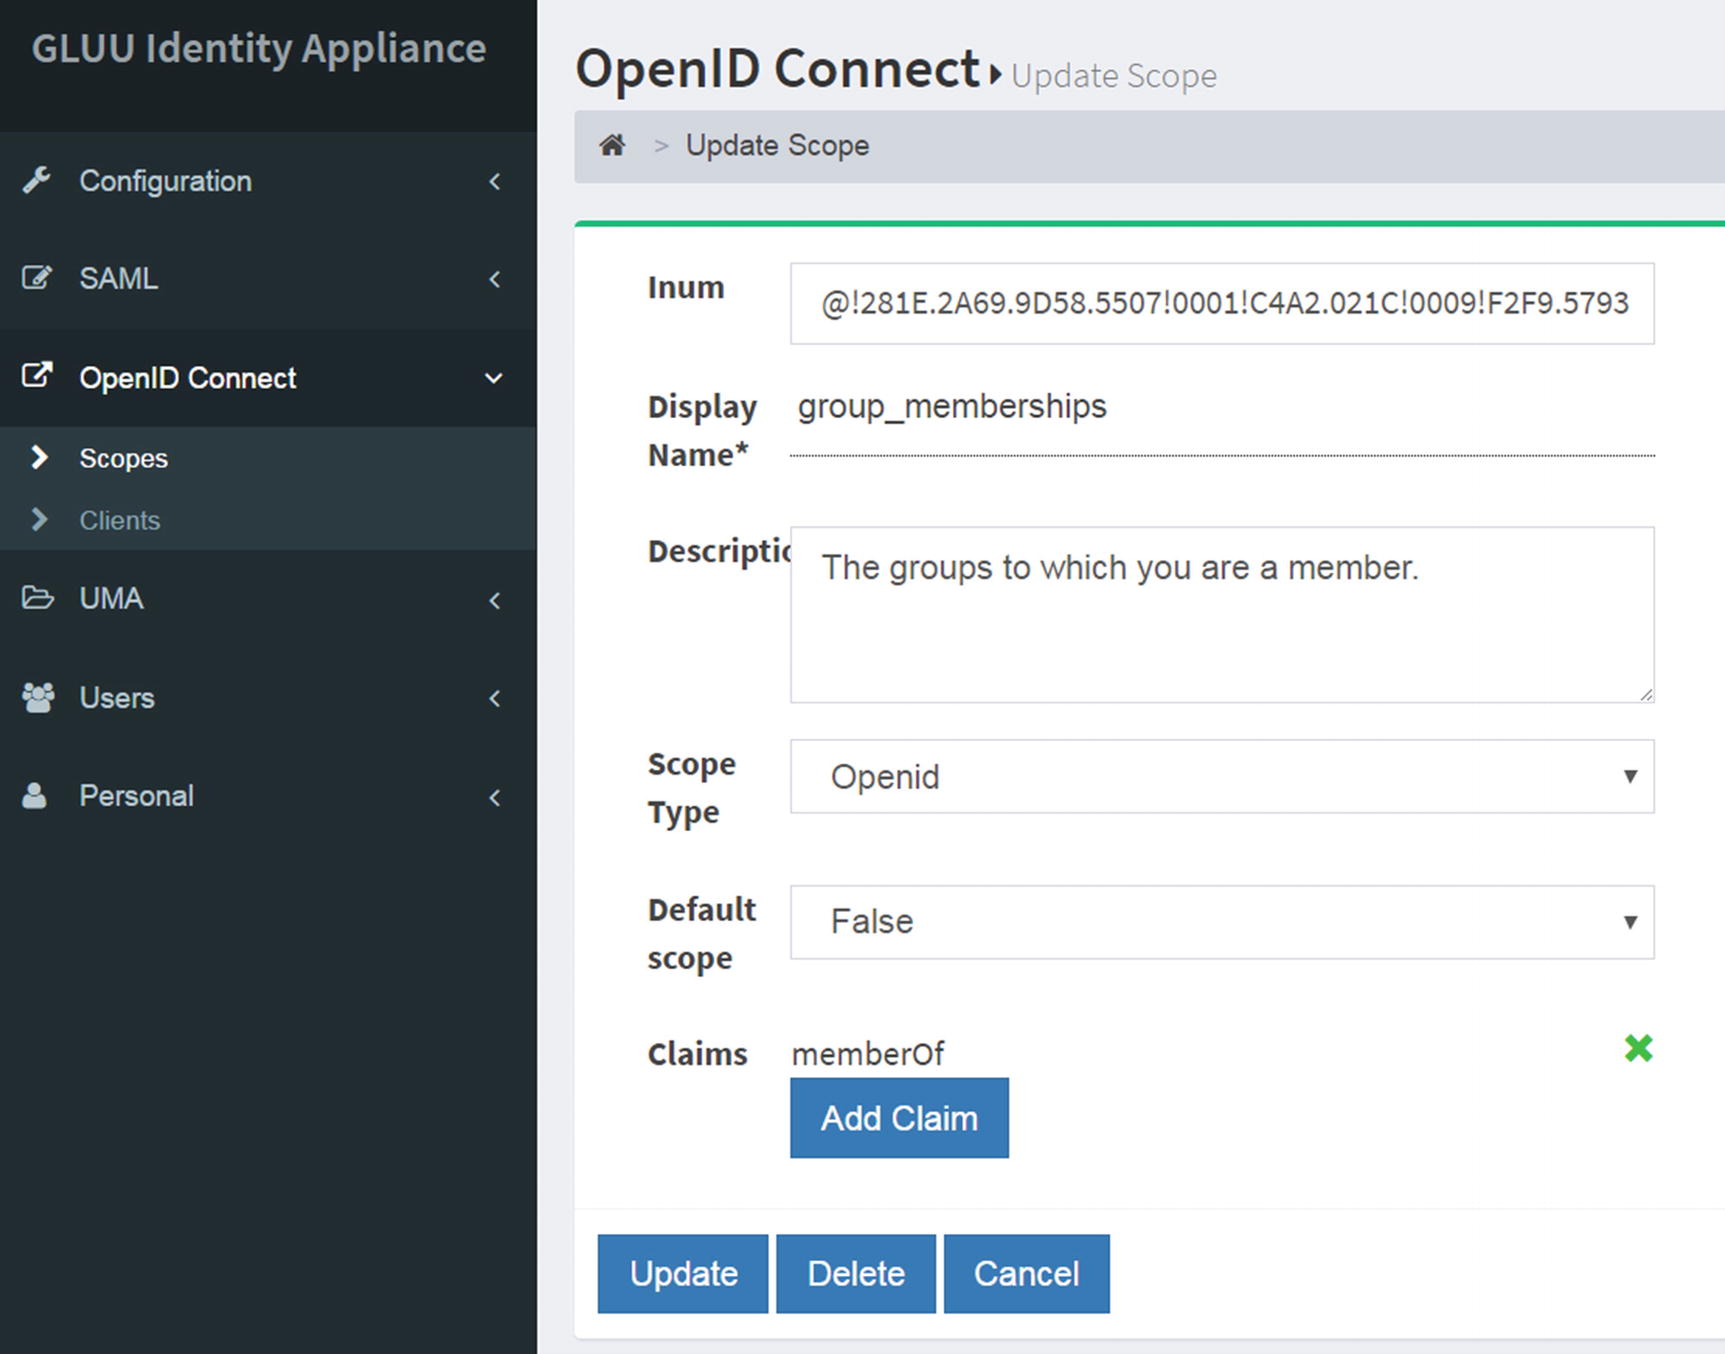 GLUU Identity Appliance
Configuration
SAML
OpenID Connect
Scopes
Clients
UMA
Users
Personal
OpenID Connect Update Scope
> Update Scope
Inum
@!281E.2A69.9D58.5507!0001!C4A2.021C!0009!F2F9.5793
Display
Name*
group_memberships
Descriptic
The groups to which you are a member.
Scope
Type
Openid
Default
scope
False
Claims
memberOf
Add Claim
Update Delete Cancel